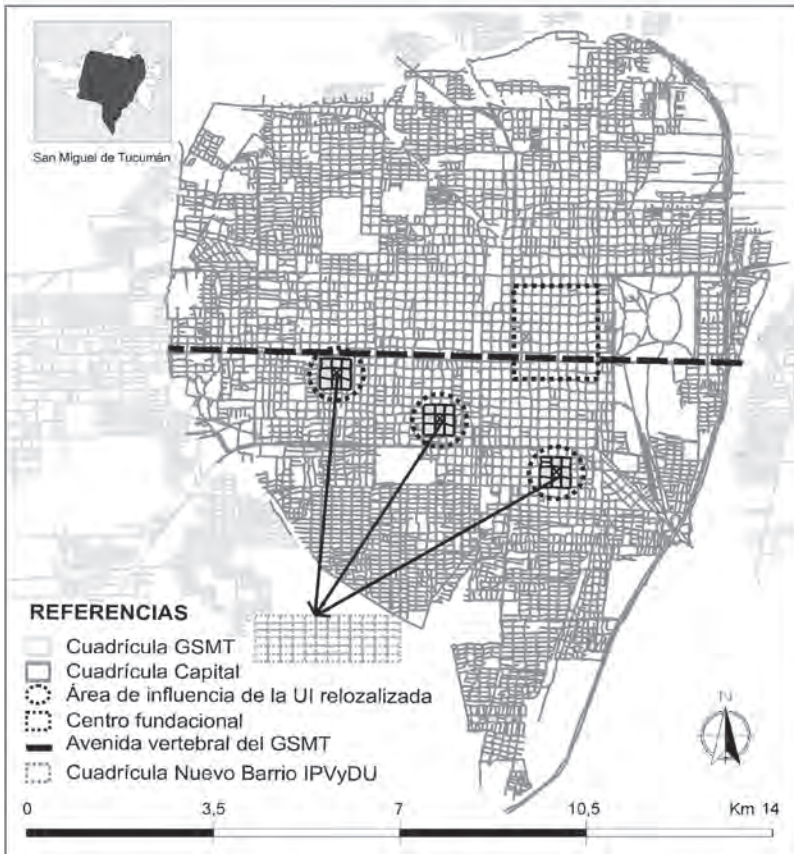 San Miguel de Tucumán
REFERENCIAS
Cuadrícula GSMT
Cuadrícula Capital
Área de influencia de la UI relozalizada
Centro fundacional
Avenida vertebral del GSMT
Cuadrícula Nuevo Barrio IPVyDU
N
0 3,5 7 10,5 Km 14